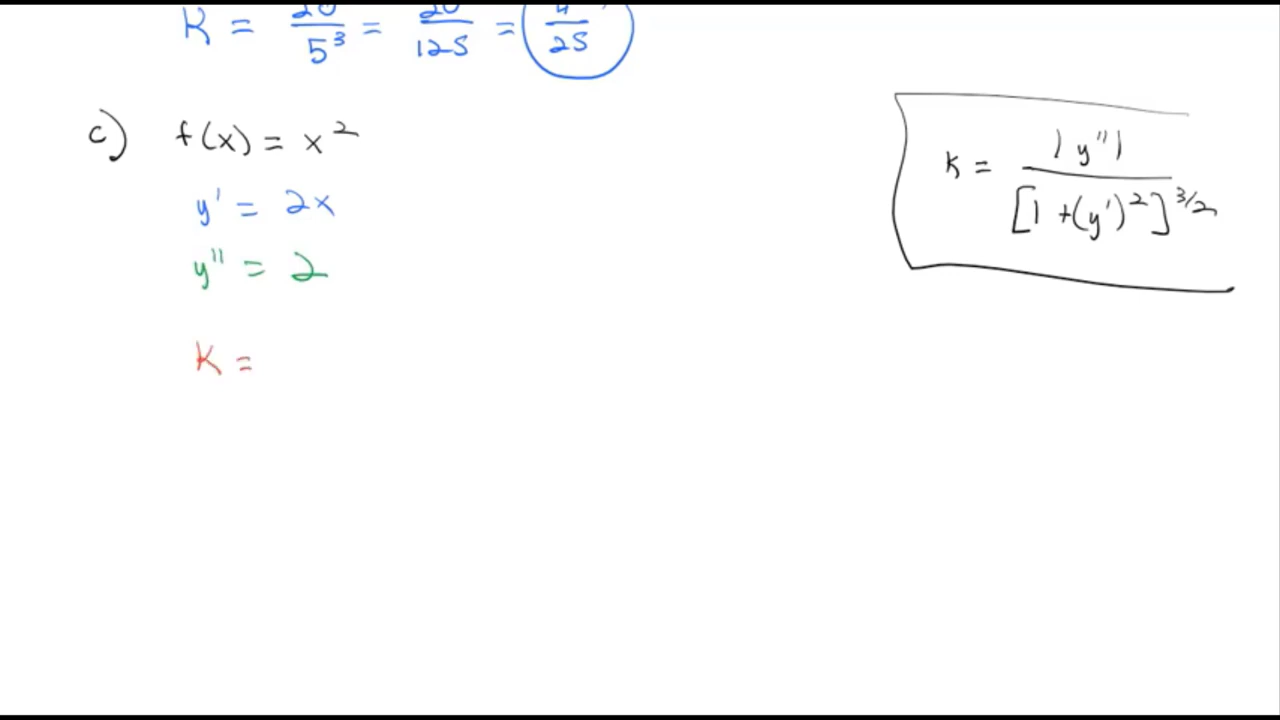 K = 20/5³ = 20/125 = 4/25
c) f(x) = x²
y' = 2x
y'' = 2
K =
K = |y''| / [1 + (y')²]^3/2